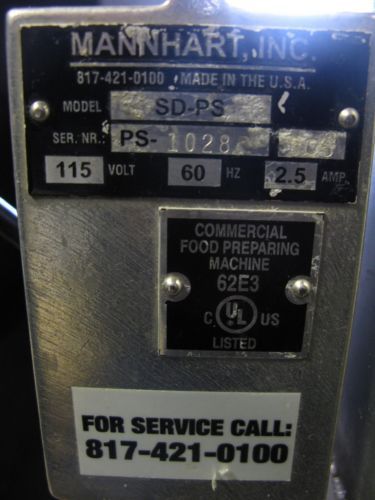 MANNHART, INC.
817-421-0100 MADE IN THE U.S.A.
MODEL SD-PS
SER. NR.: PS- 1028
115 VOLT 60 HZ 2.5 AMP.
COMMERCIAL
FOOD PREPARING
MACHINE
62E3
C UL US
LISTED
FOR SERVICE CALL:
817-421-0100